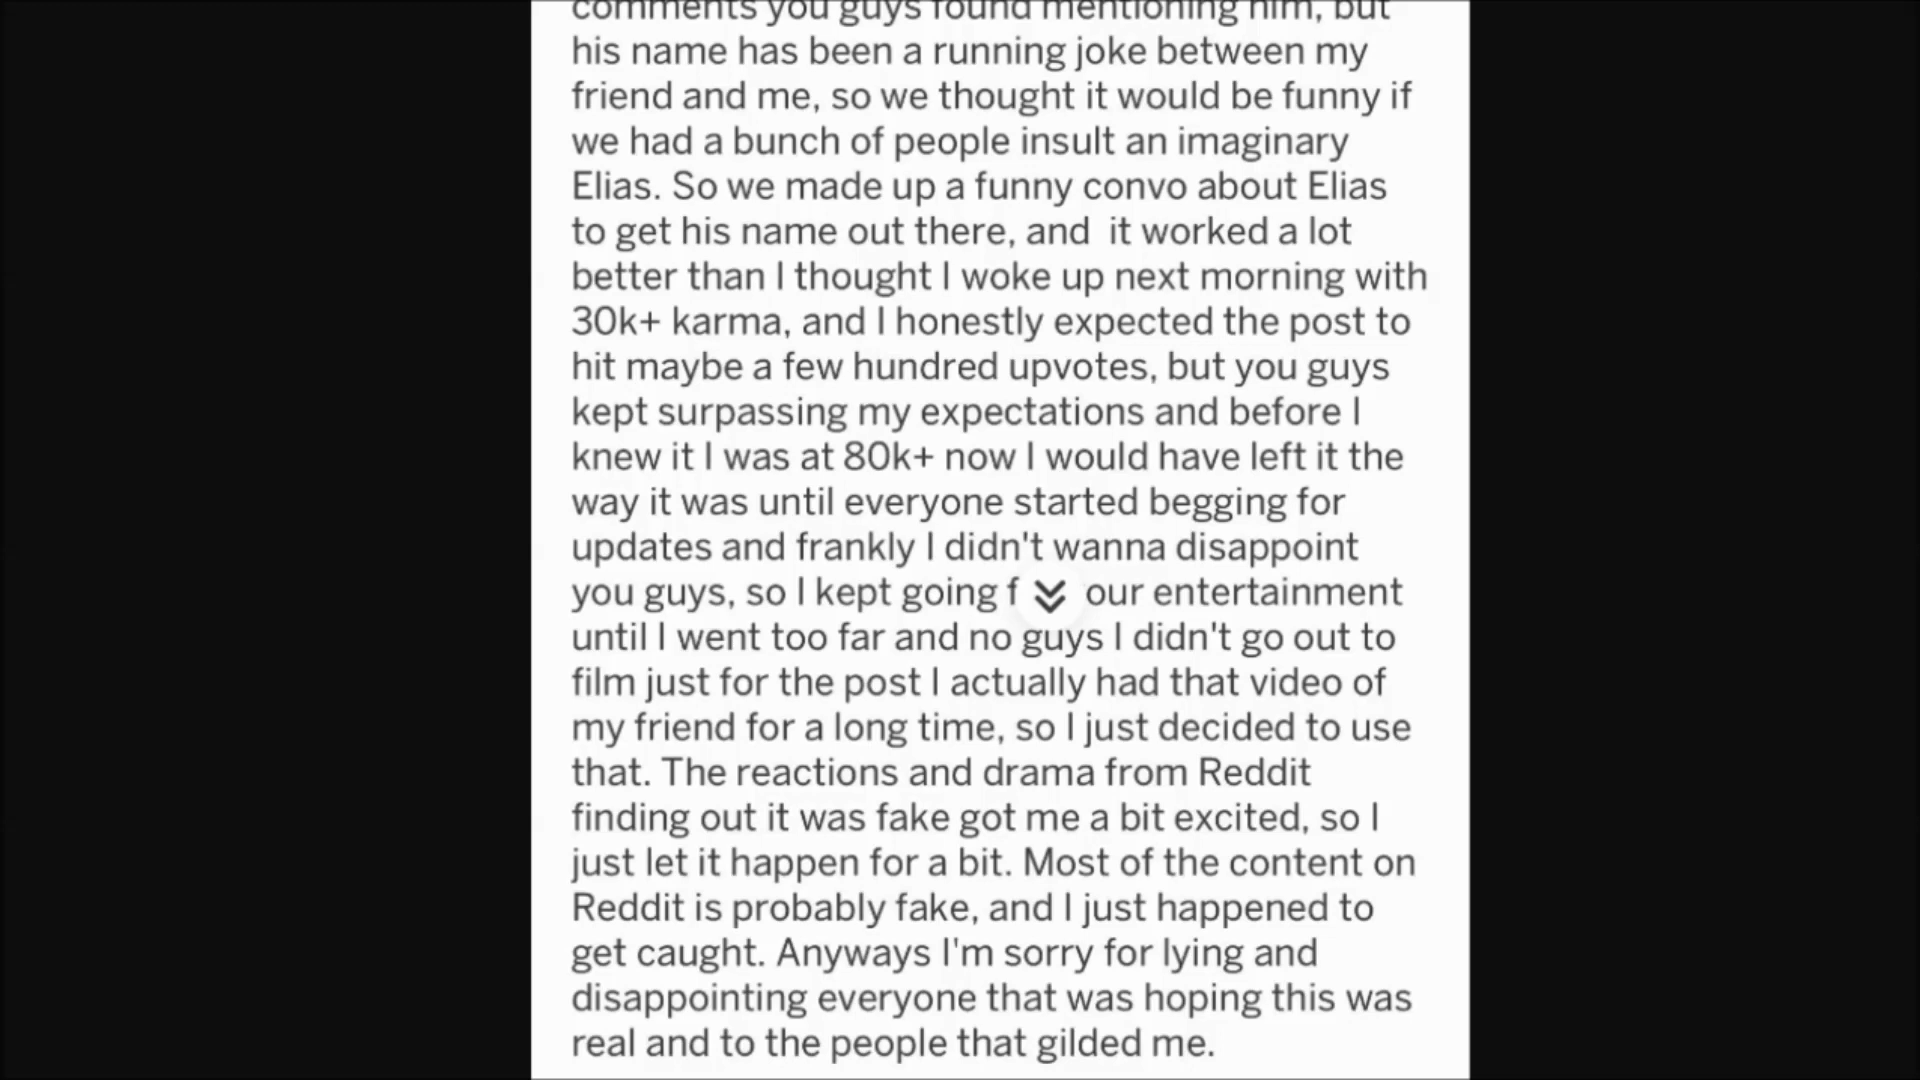 comments you guys found mentioning him, but
his name has been a running joke between my
friend and me, so we thought it would be funny if
we had a bunch of people insult an imaginary
Elias. So we made up a funny convo about Elias
to get his name out there, and  it worked a lot
better than I thought I woke up next morning with
30k+ karma, and I honestly expected the post to
hit maybe a few hundred upvotes, but you guys
kept surpassing my expectations and before I
knew it I was at 80k+ now I would have left it the
way it was until everyone started begging for
updates and frankly I didn't wanna disappoint
you guys, so I kept going f our entertainment
until I went too far and no guys I didn't go out to
film just for the post I actually had that video of
my friend for a long time, so I just decided to use
that. The reactions and drama from Reddit
finding out it was fake got me a bit excited, so I
just let it happen for a bit. Most of the content on
Reddit is probably fake, and I just happened to
get caught. Anyways I'm sorry for lying and
disappointing everyone that was hoping this was
real and to the people that gilded me.